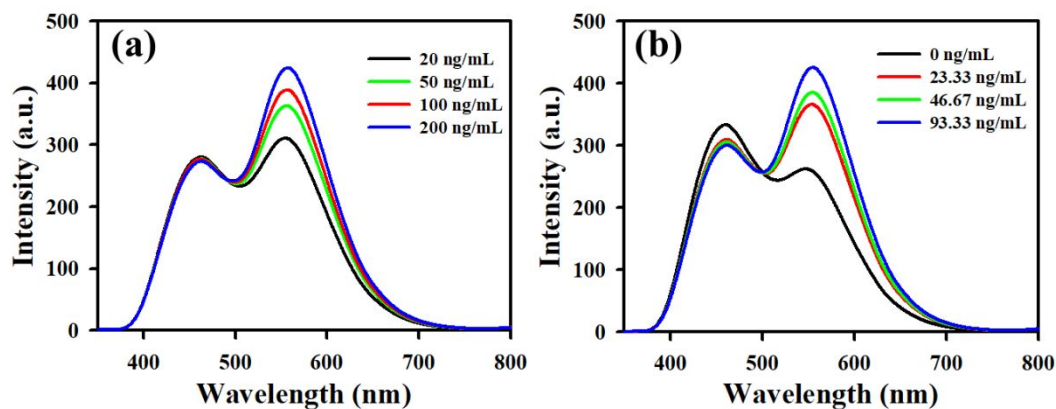 (a)
20 ng/mL
50 ng/mL
100 ng/mL
200 ng/mL
500
400
300
200
100
0
400 500 600 700 800
Wavelength (nm)
Intensity (a.u.)
(b)
0 ng/mL
23.33 ng/mL
46.67 ng/mL
93.33 ng/mL
500
400
300
200
100
0
400 500 600 700 800
Wavelength (nm)
Intensity (a.u.)